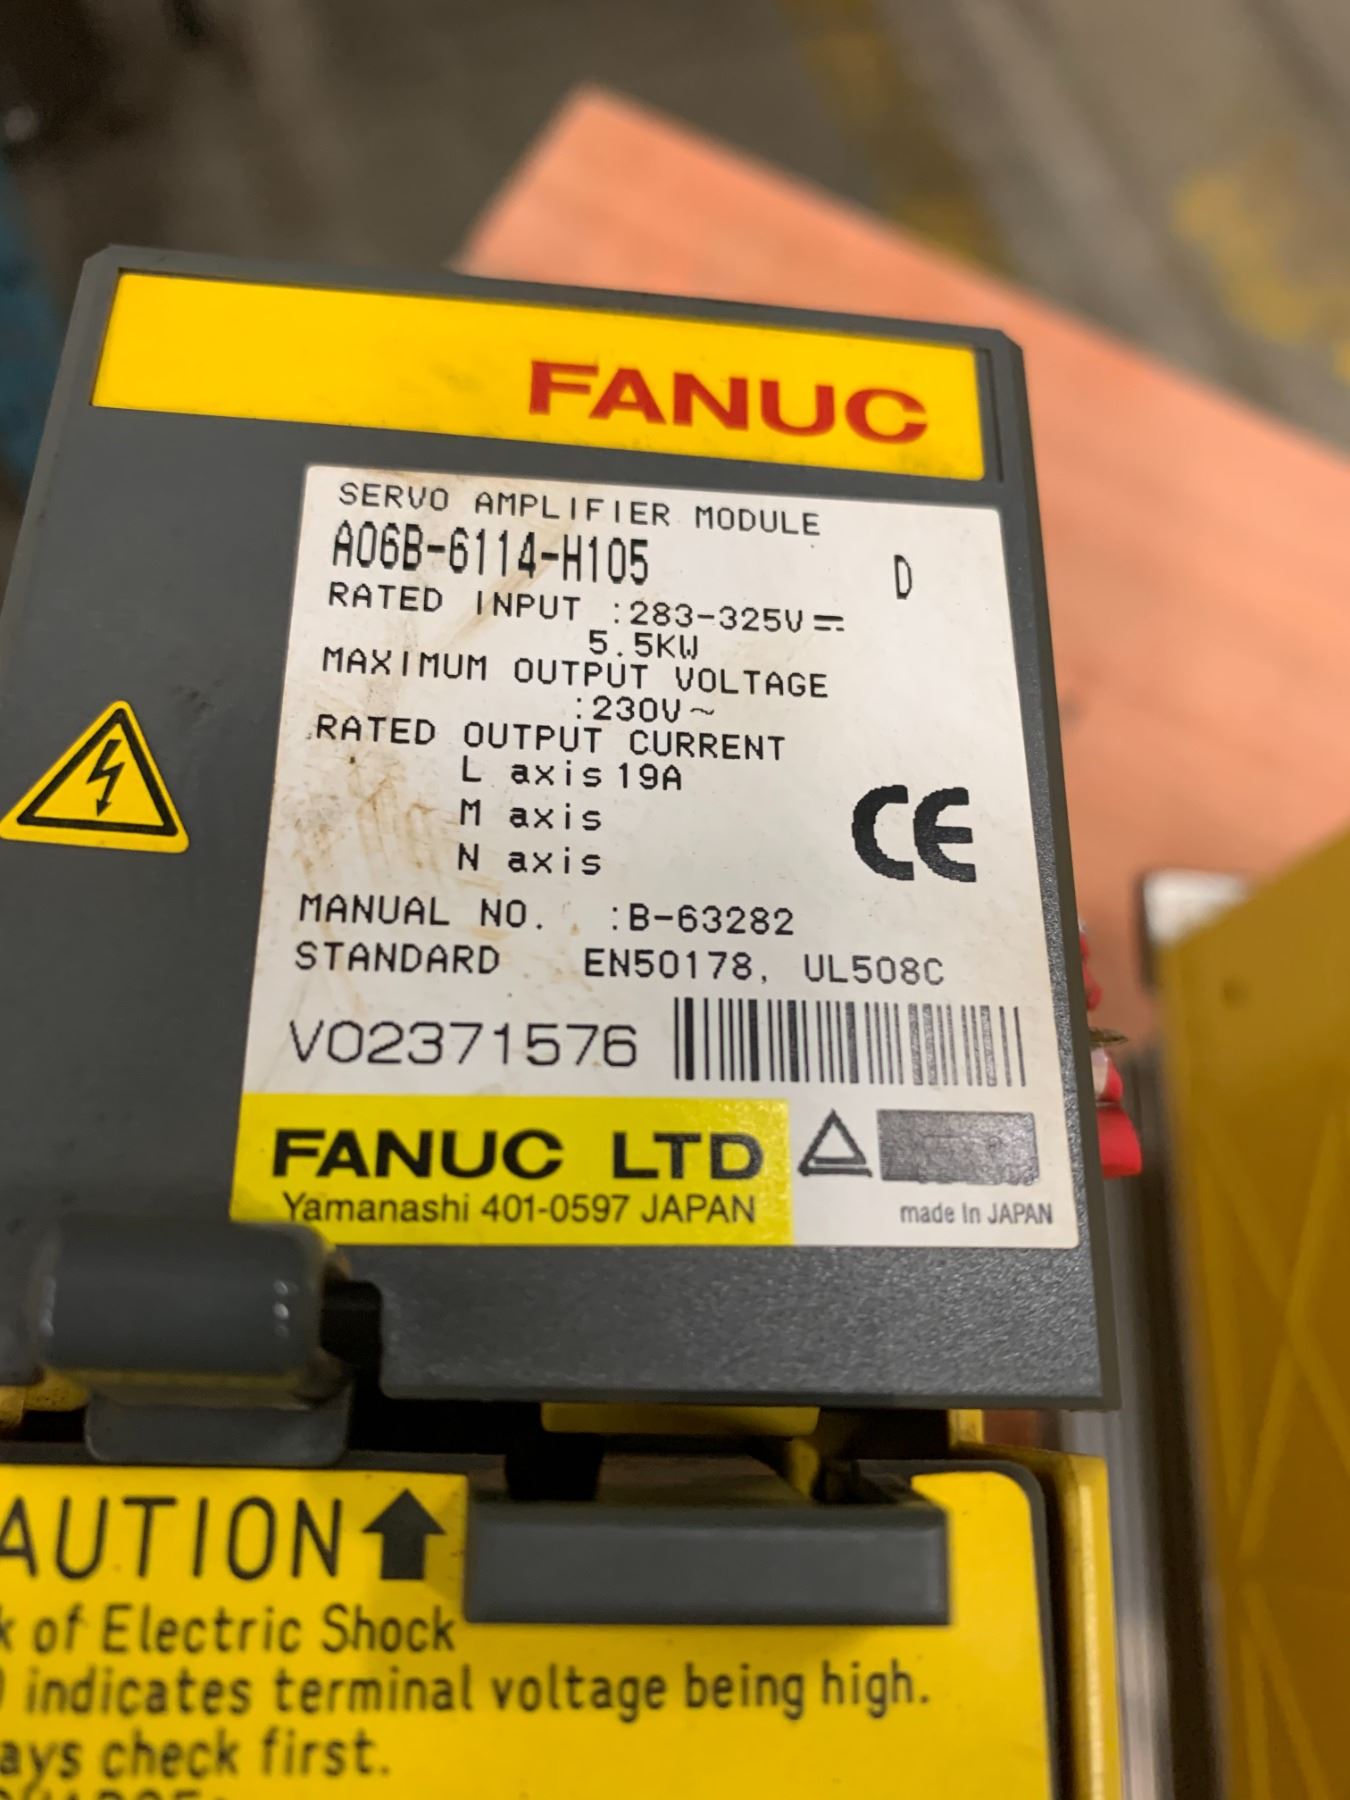 FANUC
SERVO AMPLIFIER MODULE
A06B-6114-H105 D
RATED INPUT :283-325V⎓
5.5KW
MAXIMUM OUTPUT VOLTAGE
:230V~
RATED OUTPUT CURRENT
L axis 19A
M axis
N axis
CE
MANUAL NO. :B-63282
STANDARD EN50178, UL508C
V02371576
FANUC LTD
Yamanashi 401-0597 JAPAN
made In JAPAN
AUTION
k of Electric Shock
indicates terminal voltage being high.
ays check first.